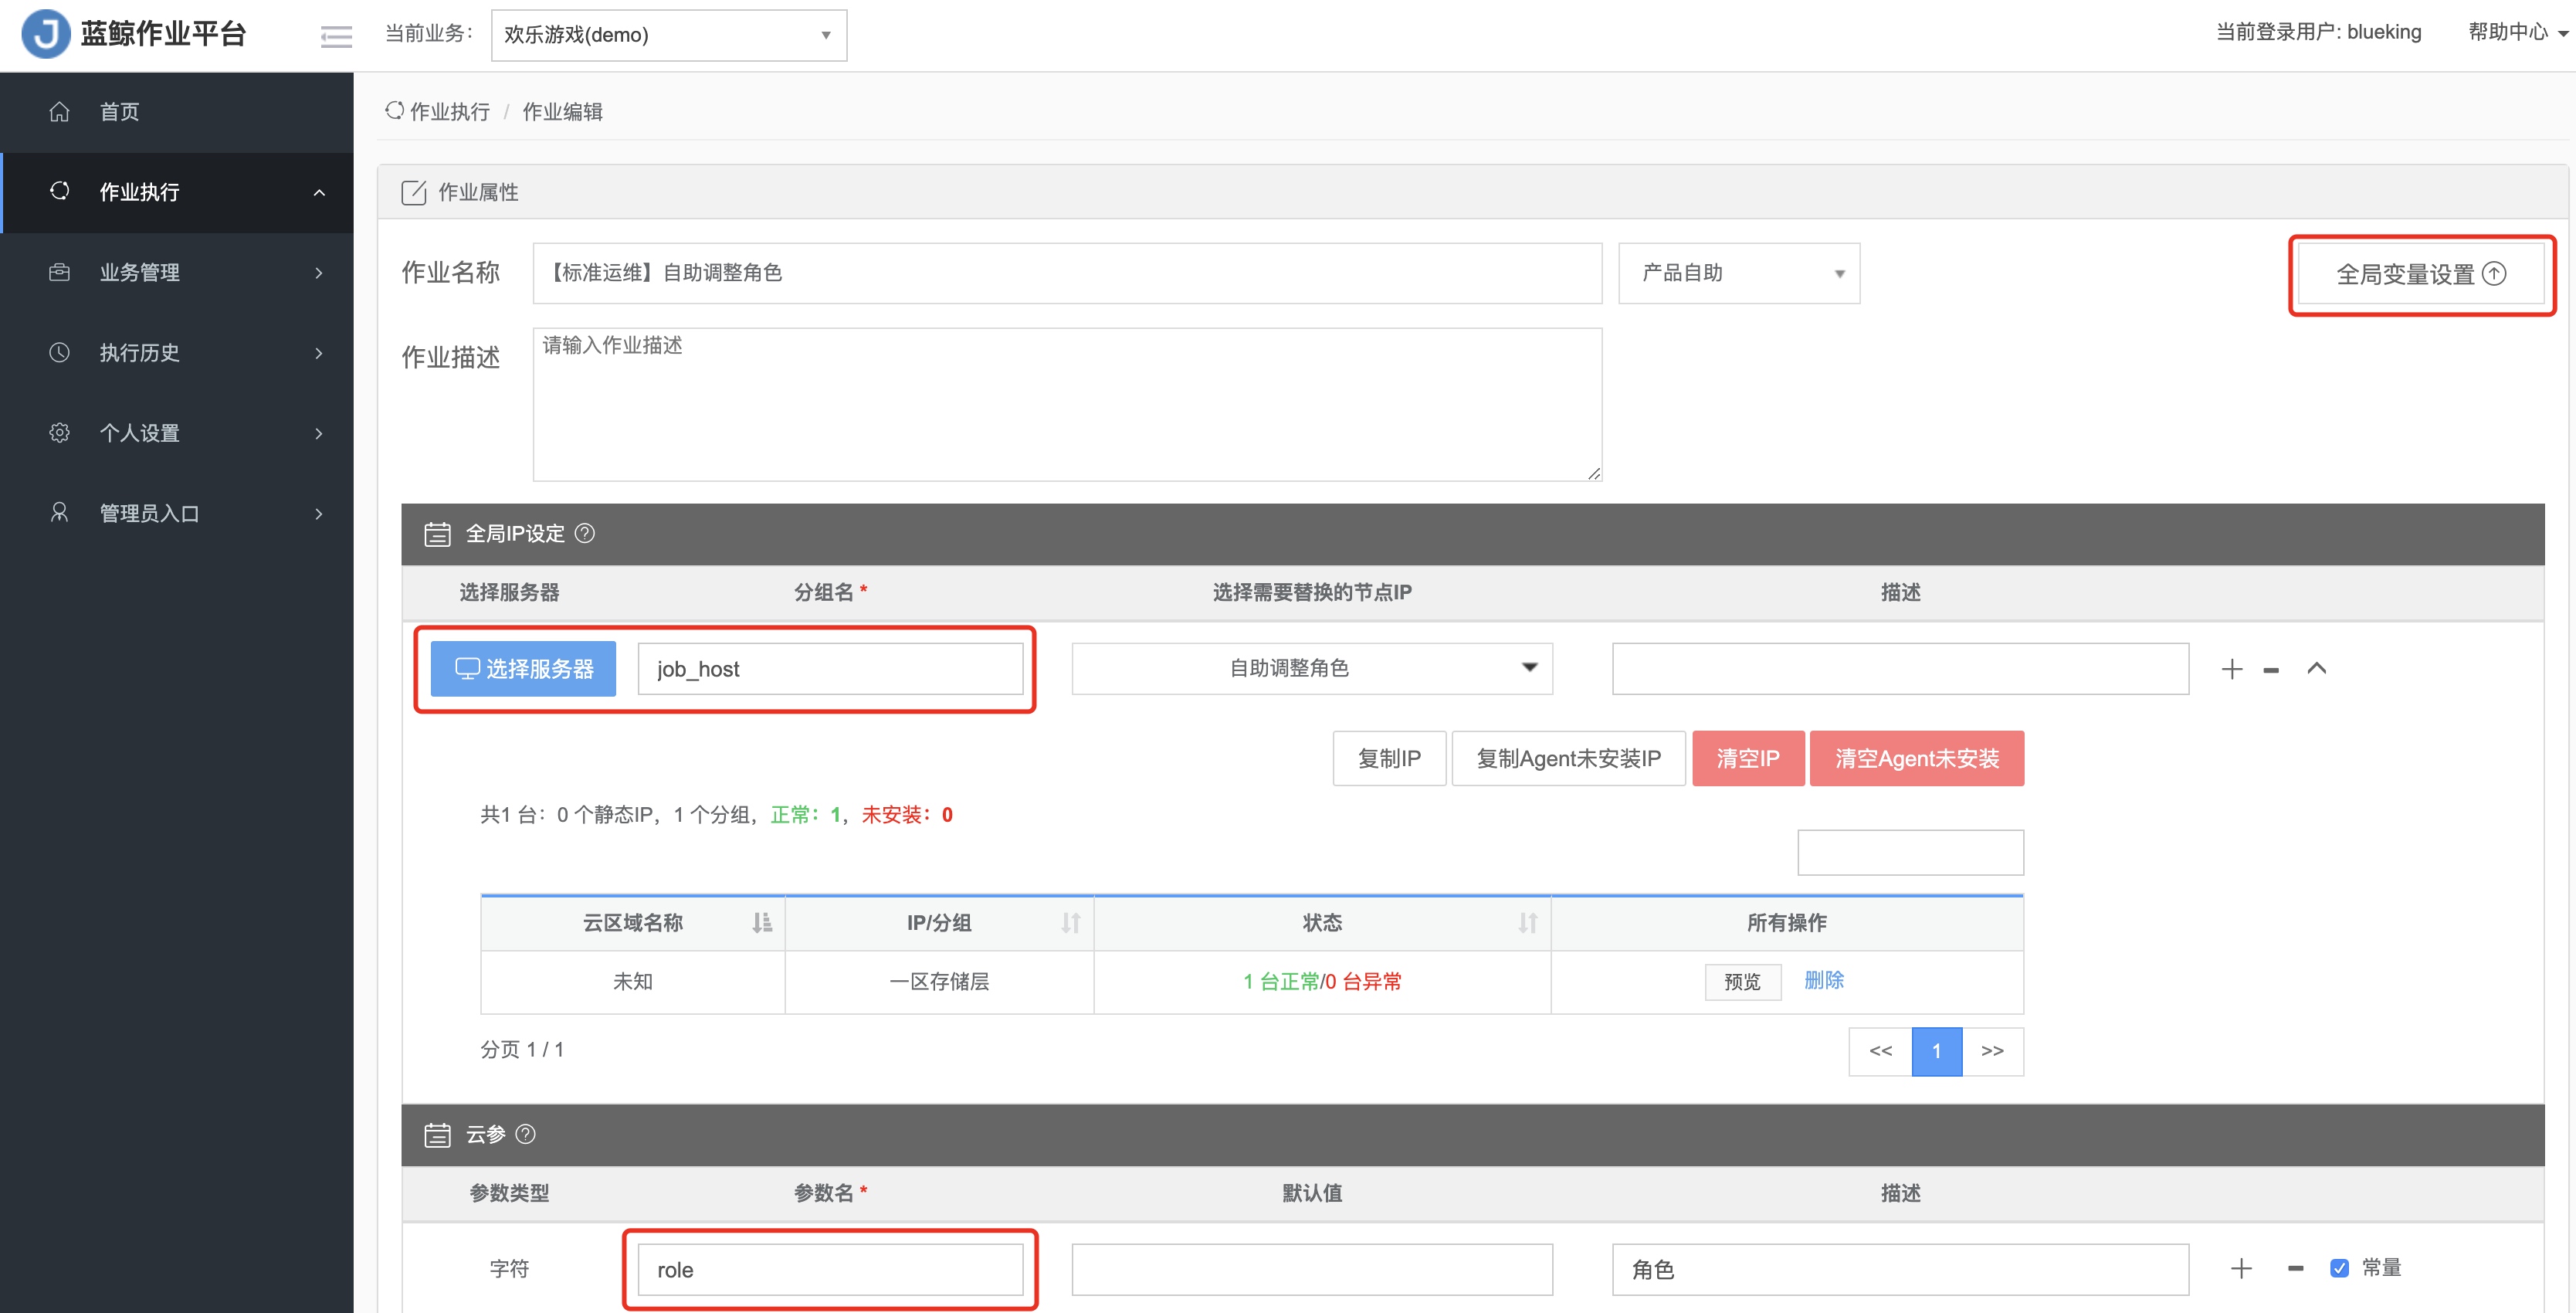 J 蓝鲸作业平台 当前业务: 欢乐游戏(demo) 当前登录用户: blueking 帮助中心
首页
作业执行
业务管理
执行历史
个人设置
管理员入口
作业执行 / 作业编辑
作业属性
作业名称 【标准运维】自助调整角色 产品自助 全局变量设置
作业描述 请输入作业描述
全局IP设定 ?
选择服务器 分组名 * 选择需要替换的节点IP 描述
选择服务器 job_host 自助调整角色
复制IP 复制Agent未安装IP 清空IP 清空Agent未安装
共1 台: 0 个静态IP, 1 个分组, 正常: 1, 未安装: 0
云区域名称 IP/分组 状态 所有操作
未知 一区存储层 1 台正常/0 台异常 预览 删除
分页 1 / 1 << 1 >>
云参 ?
参数类型 参数名 * 默认值 描述
字符 role 角色 常量